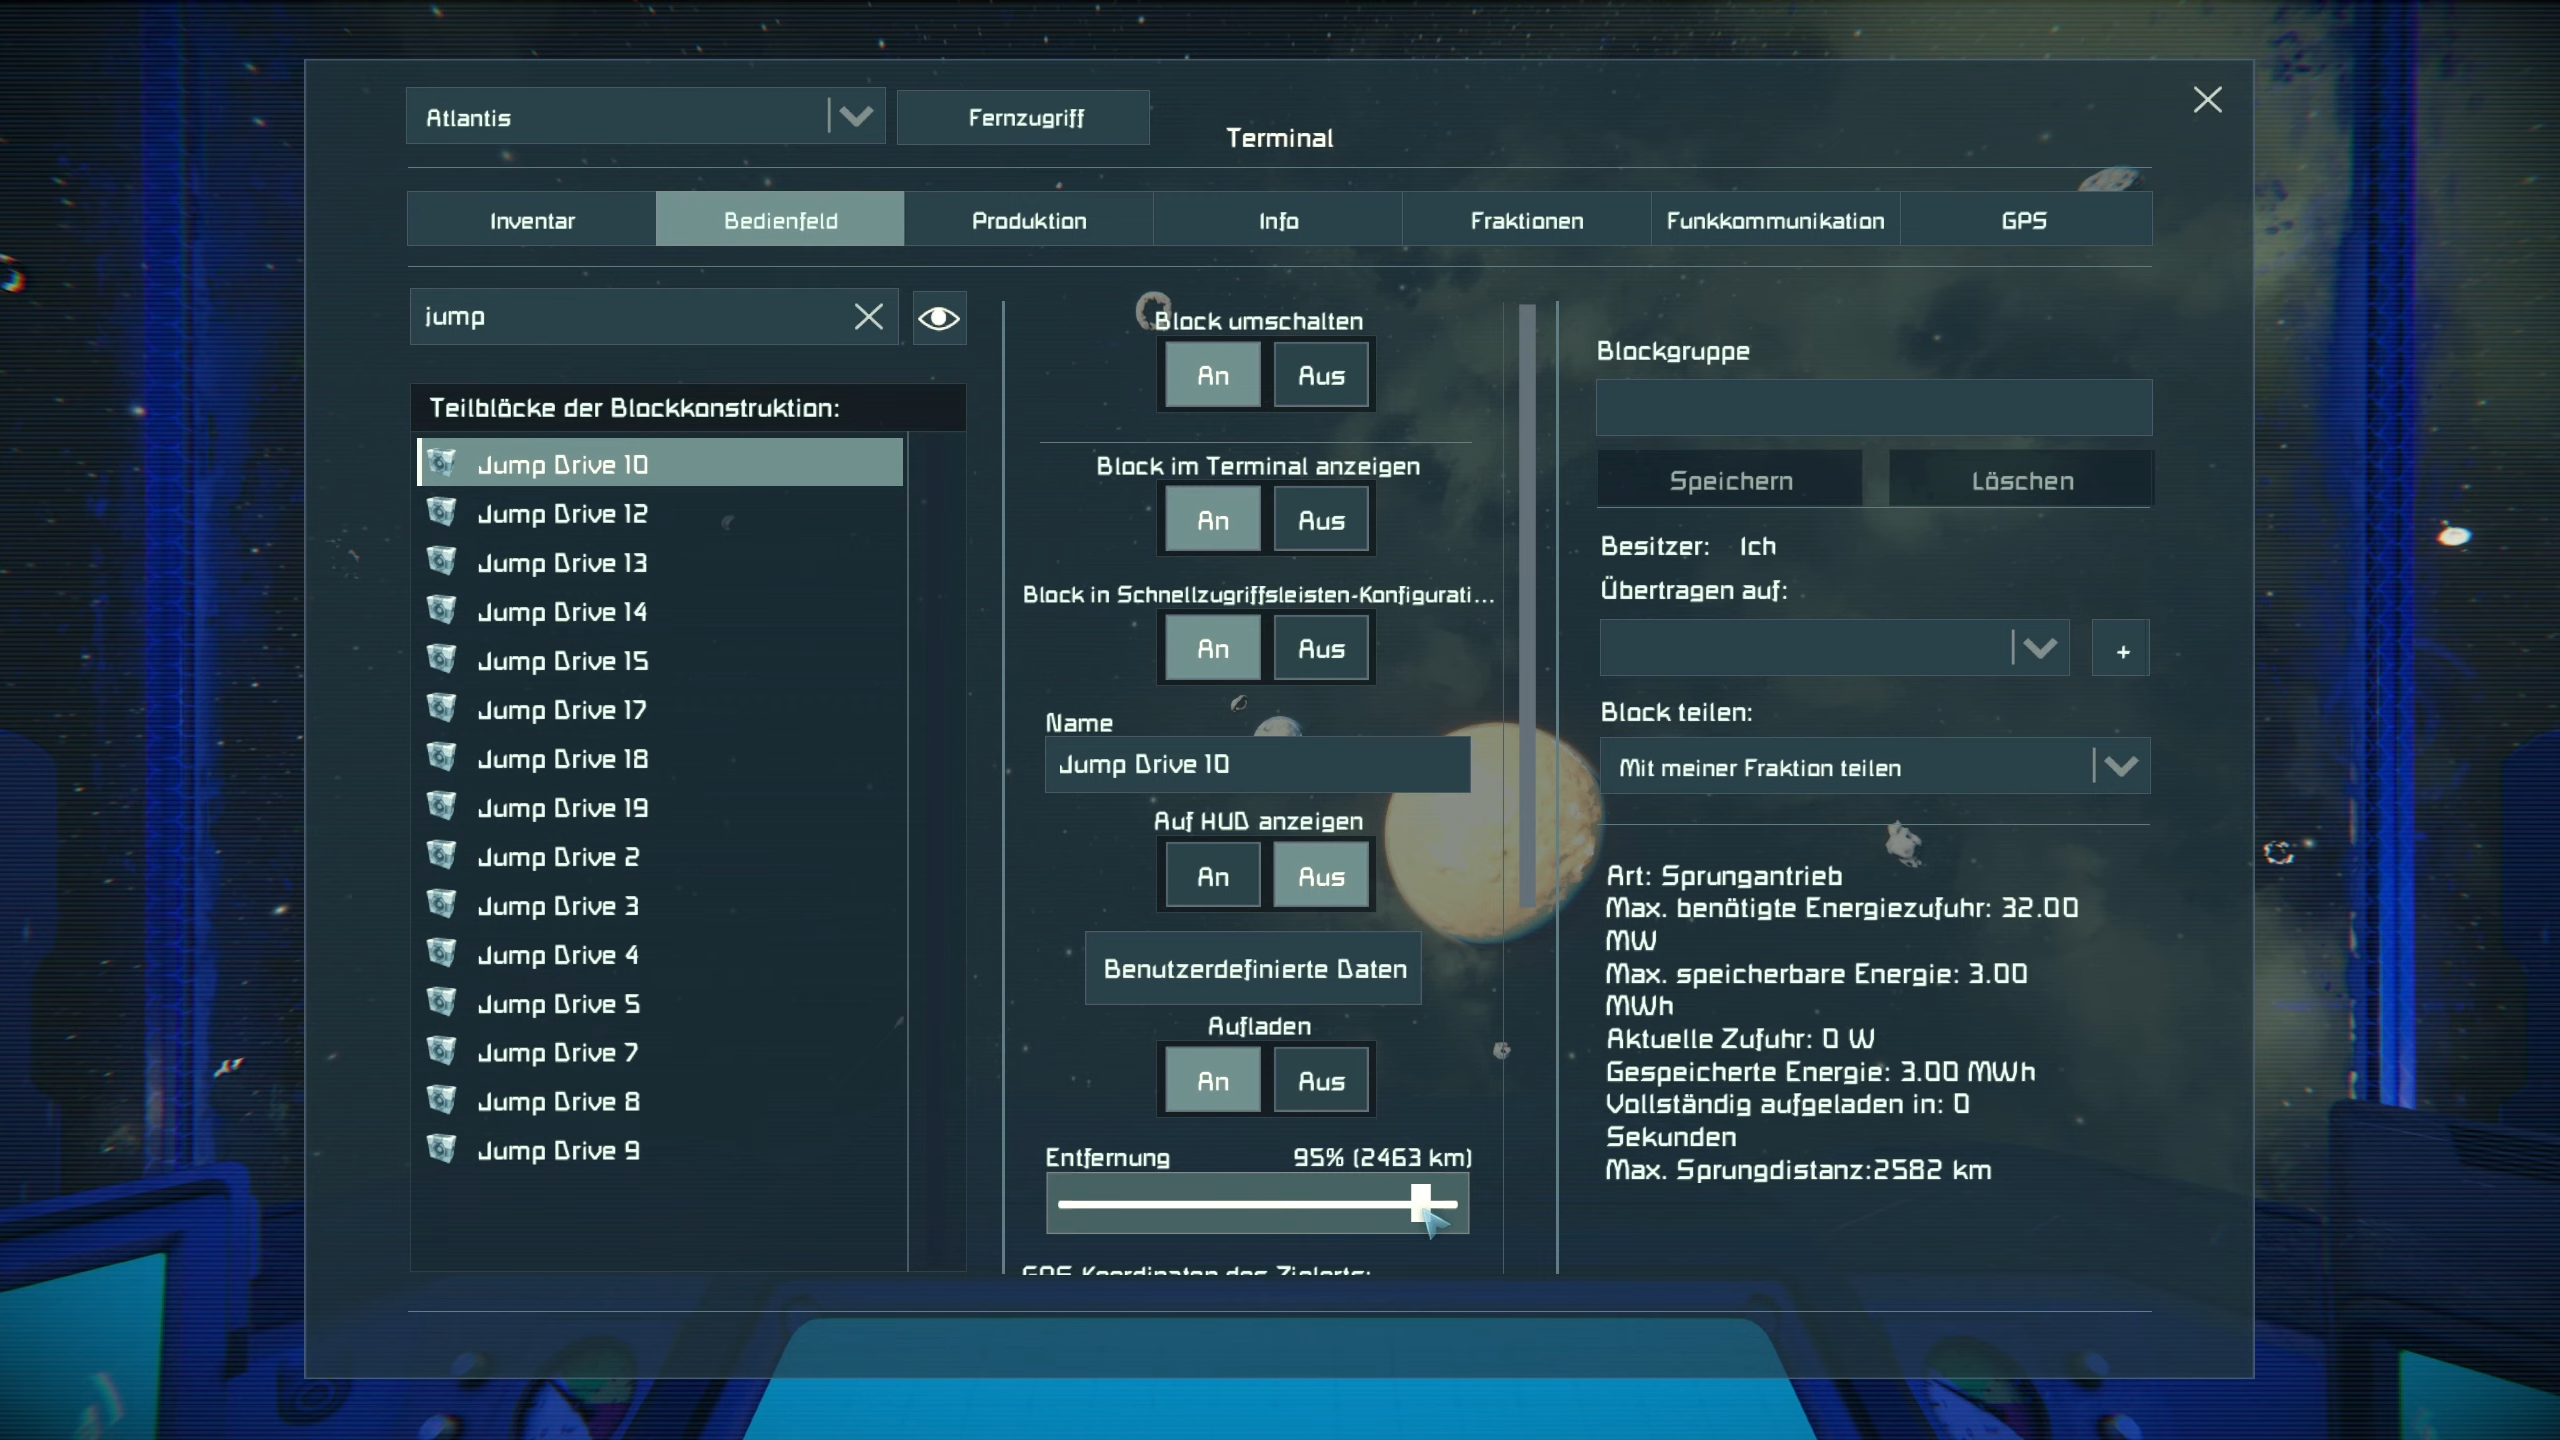 Atlantis
Fernzugriff
Terminal
Inventar
Bedienfeld
Produktion
Info
Fraktionen
Funkkommunikation
GPS
jump
Teilblöcke der Blockkonstruktion:
Jump Drive 10
Jump Drive 12
Jump Drive 13
Jump Drive 14
Jump Drive 15
Jump Drive 17
Jump Drive 18
Jump Drive 19
Jump Drive 2
Jump Drive 3
Jump Drive 4
Jump Drive 5
Jump Drive 7
Jump Drive 8
Jump Drive 9
Block umschalten
An Aus
Block im Terminal anzeigen
An Aus
Block in Schnellzugriffsleisten-Konfigurati...
An Aus
Name
Jump Drive 10
Auf HUD anzeigen
An Aus
Benutzerdefinierte Daten
Aufladen
An Aus
Entfernung 95% (2463 km)
GPS Koordinaten des Zielorts:
Blockgruppe
Speichern Löschen
Besitzer: Ich
Übertragen auf:
+
Block teilen:
Mit meiner Fraktion teilen
Art: Sprungantrieb
Max. benötigte Energiezufuhr: 32.00
MW
Max. speicherbare Energie: 3.00
MWh
Aktuelle Zufuhr: 0 W
Gespeicherte Energie: 3.00 MWh
Vollständig aufgeladen in: 0
Sekunden
Max. Sprungdistanz:2582 km